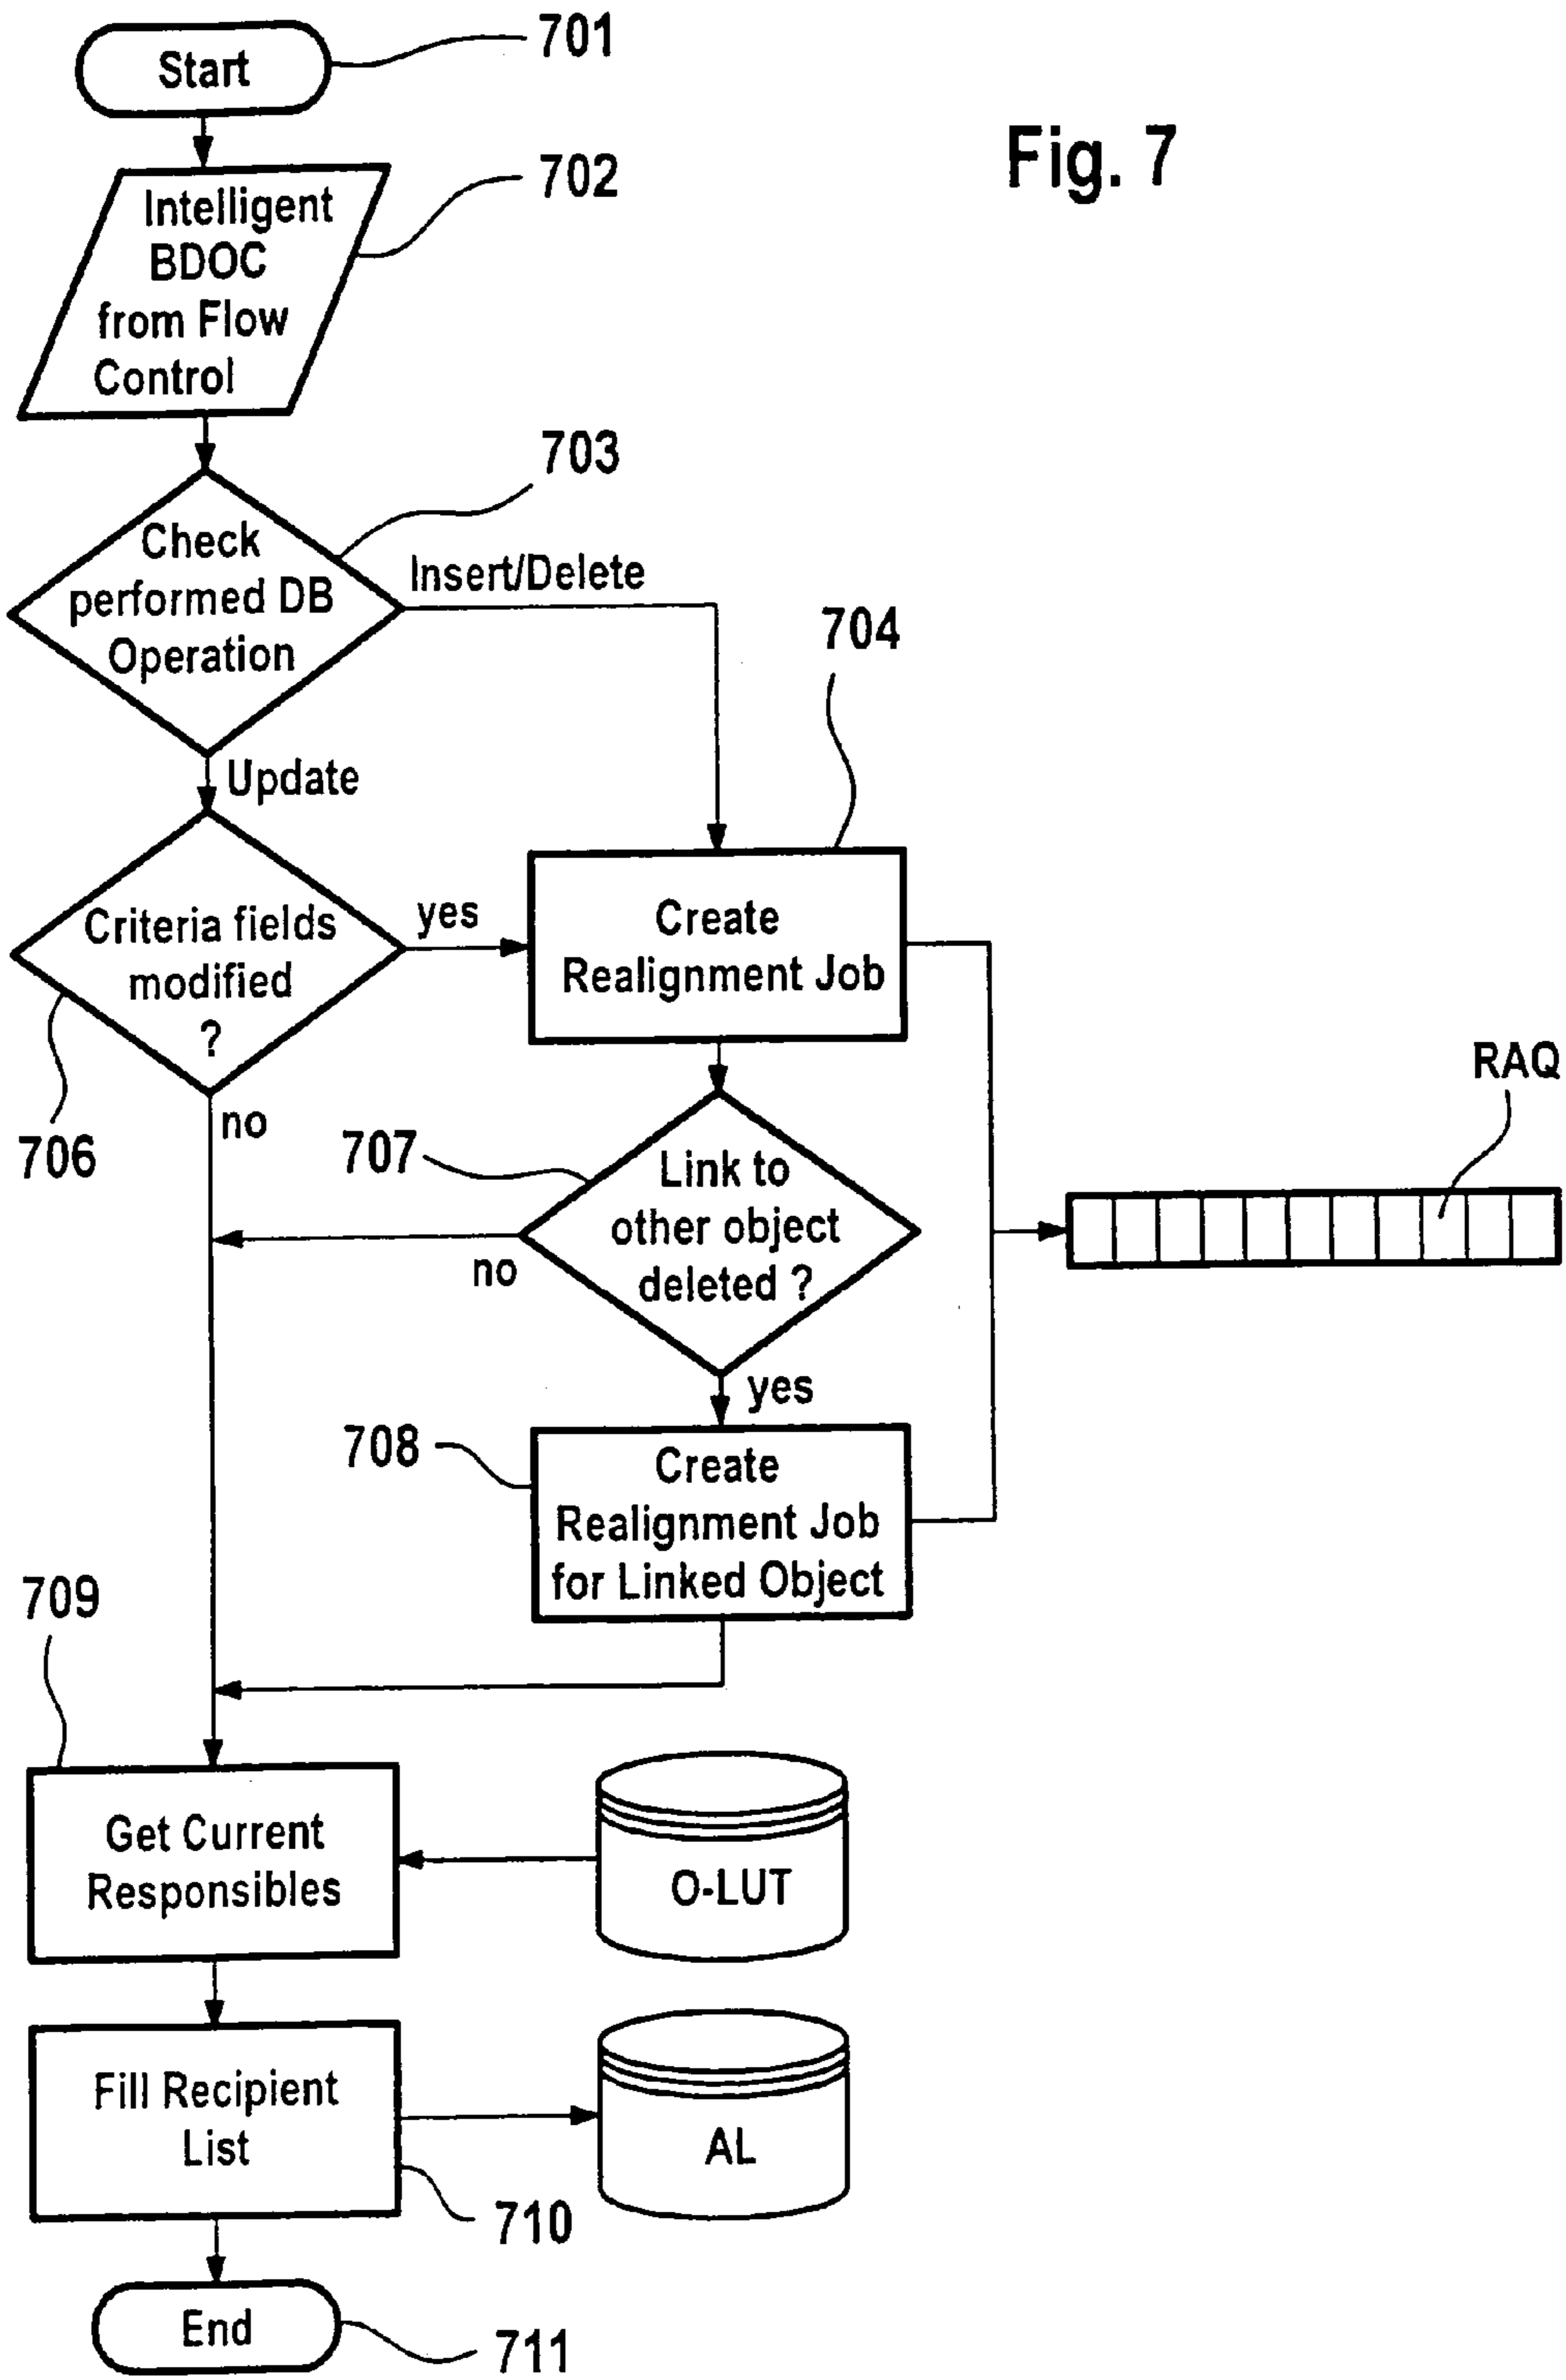 701
Start
Fig. 7
702
Intelligent
BDOC
from Flow
Control
703
Check
performed DB
Operation
Insert/Delete
704
Update
Criteria fields
modified
?
yes
Create
Realignment Job
RAQ
706
no
707
Link to
other object
deleted ?
no
yes
708
Create
Realignment Job
for Linked Object
709
Get Current
Responsibles
O-LUT
Fill Recipient
List
AL
710
End
711